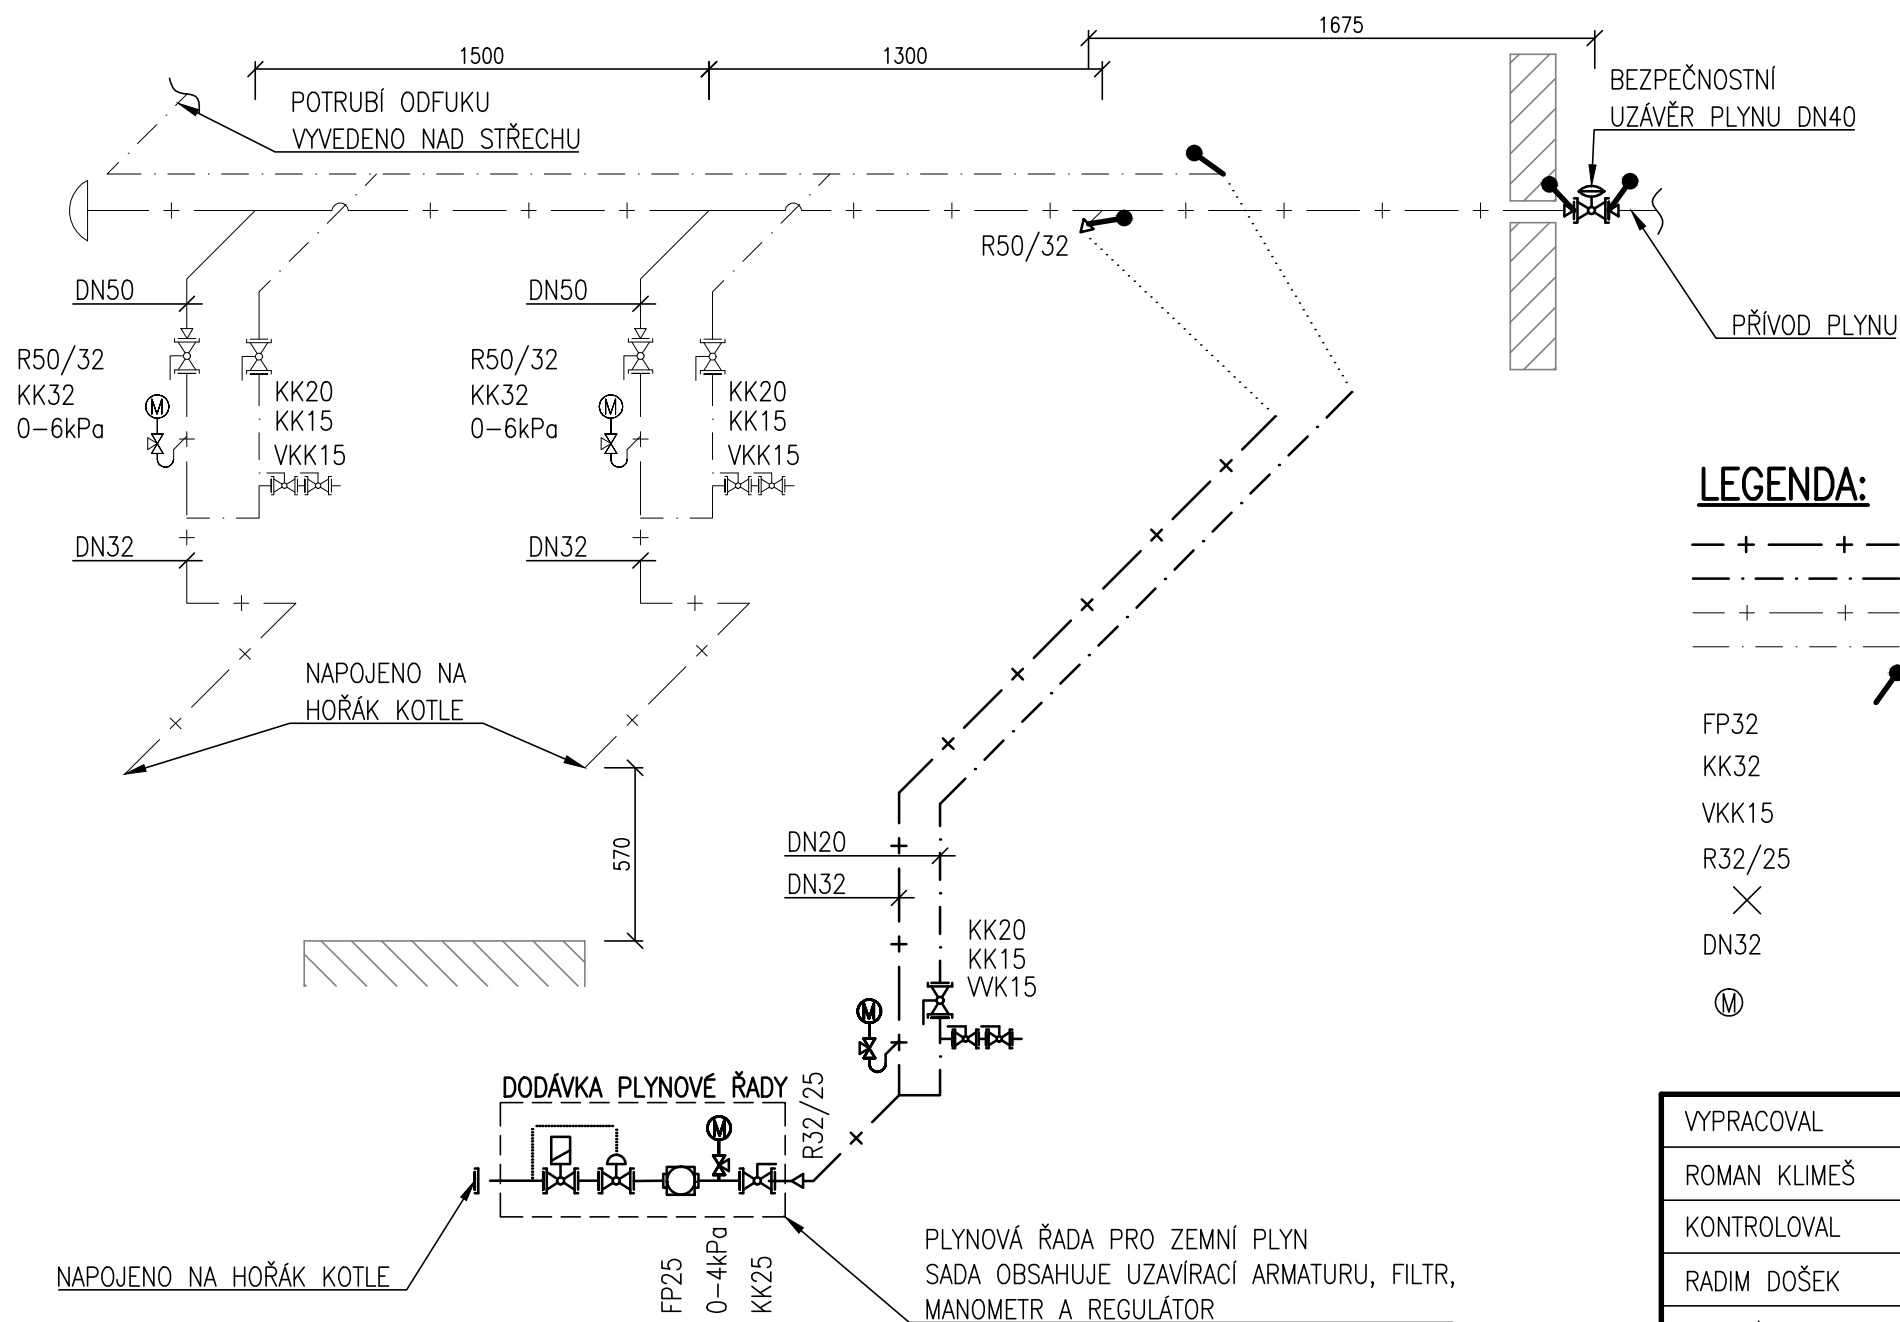 1500
1300
1675
POTRUBÍ ODFUKU
VYVEDENO NAD STŘECHU
BEZPEČNOSTNÍ
UZÁVĚR PLYNU DN40
R50/32
PŘÍVOD PLYNU
DN50
R50/32
KK32
0-6kPa
M
KK20
KK15
VKK15
DN32
DN50
R50/32
KK32
0-6kPa
M
KK20
KK15
VKK15
DN32
NAPOJENO NA
HOŘÁK KOTLE
570
DN20
DN32
KK20
KK15
VVK15
M
DODÁVKA PLYNOVÉ ŘADY
R32/25
M
FP25
0-4kPa
KK25
NAPOJENO NA HOŘÁK KOTLE
PLYNOVÁ ŘADA PRO ZEMNÍ PLYN
SADA OBSAHUJE UZAVÍRACÍ ARMATURU, FILTR,
MANOMETR A REGULÁTOR
LEGENDA:
FP32
KK32
VKK15
R32/25
DN32
M
VYPRACOVAL
ROMAN KLIMEŠ
KONTROLOVAL
RADIM DOŠEK